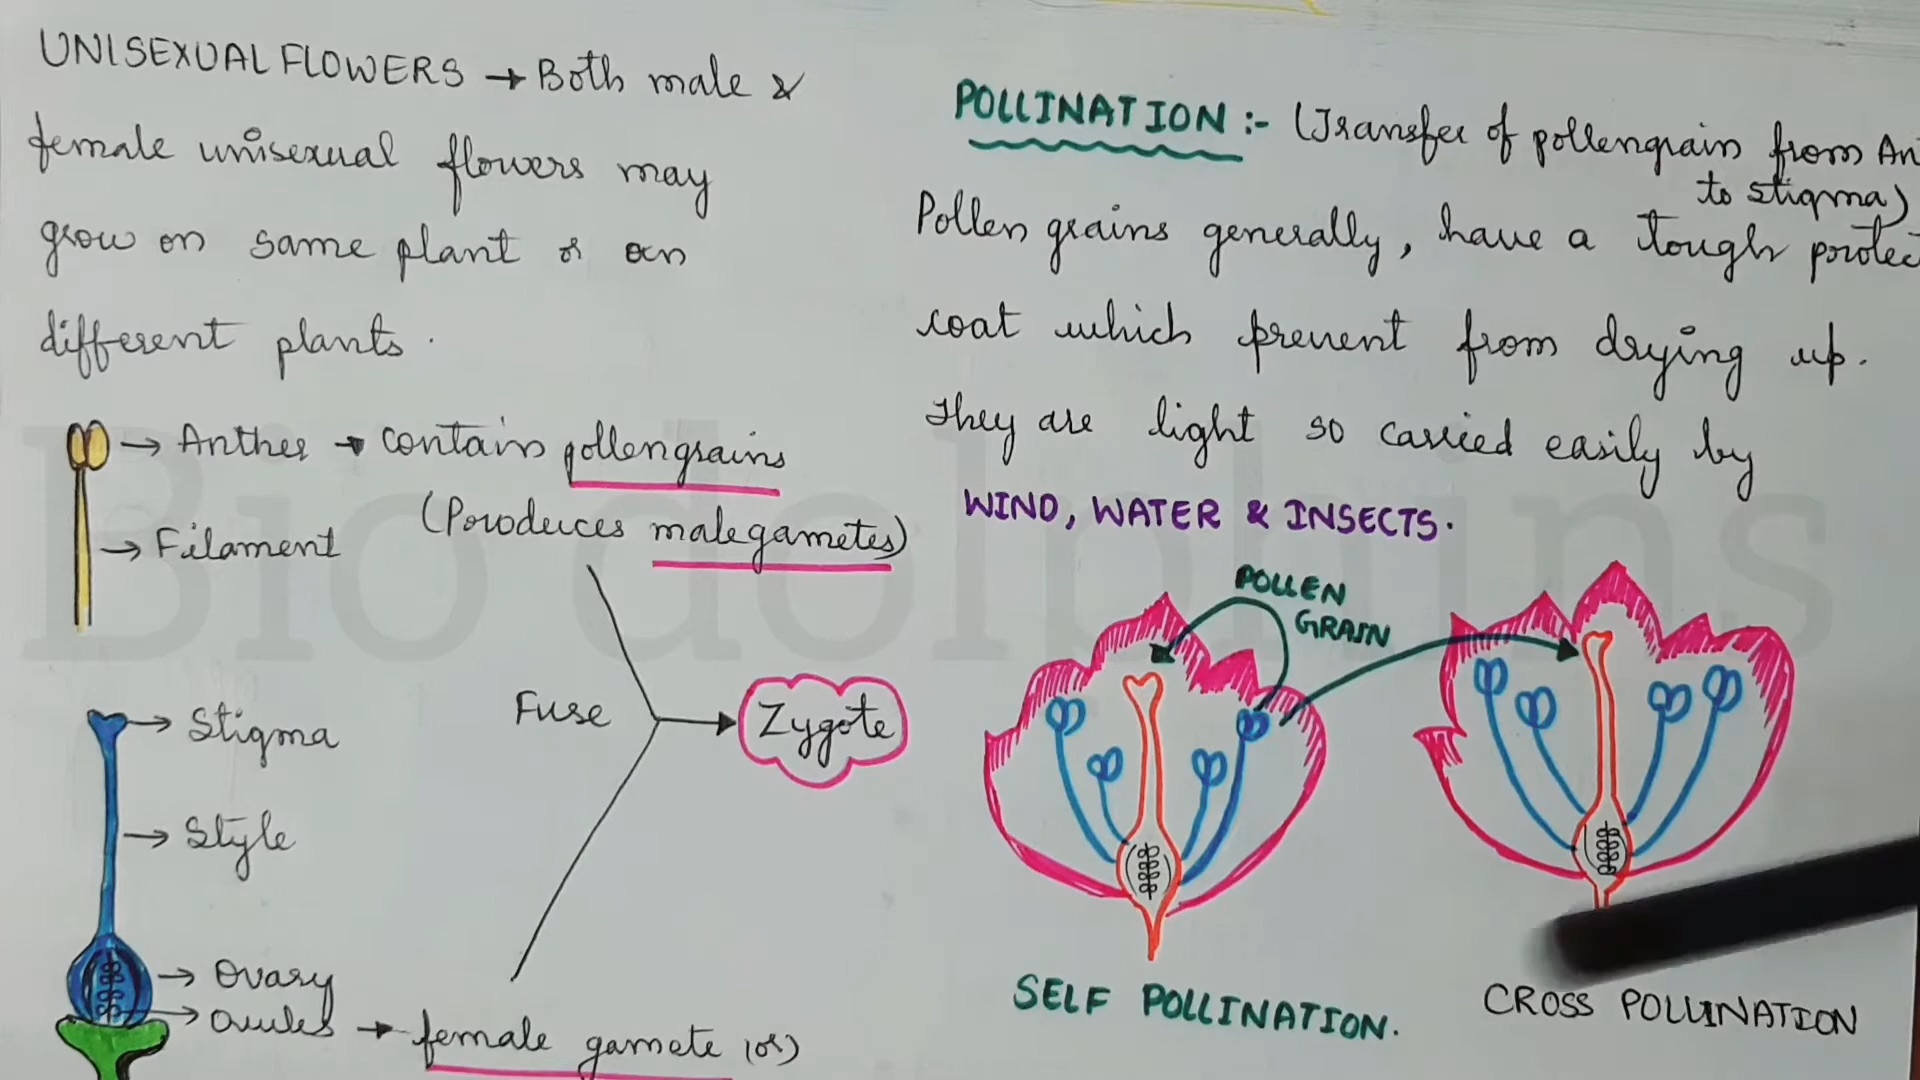 UNISEXUAL FLOWERS → Both male &
female unisexual flowers may
grow on same plant or on
different plants.
→ Anther → contain pollengrains
(Produces malegametes)
→ Filament
Fuse → Zygote
→ Stigma
→ Style
→ Ovary
→ ovules → female gamete (or)
POLLINATION :- (Transfer of pollengrain from An
to stigma)
Pollen grains generally, have a tough protec
coat which prevent from drying up.
They are light so carried easily by
WIND, WATER & INSECTS.
POLLEN
GRAIN
SELF POLLINATION.
CROSS POLLINATION
Bio dolphins